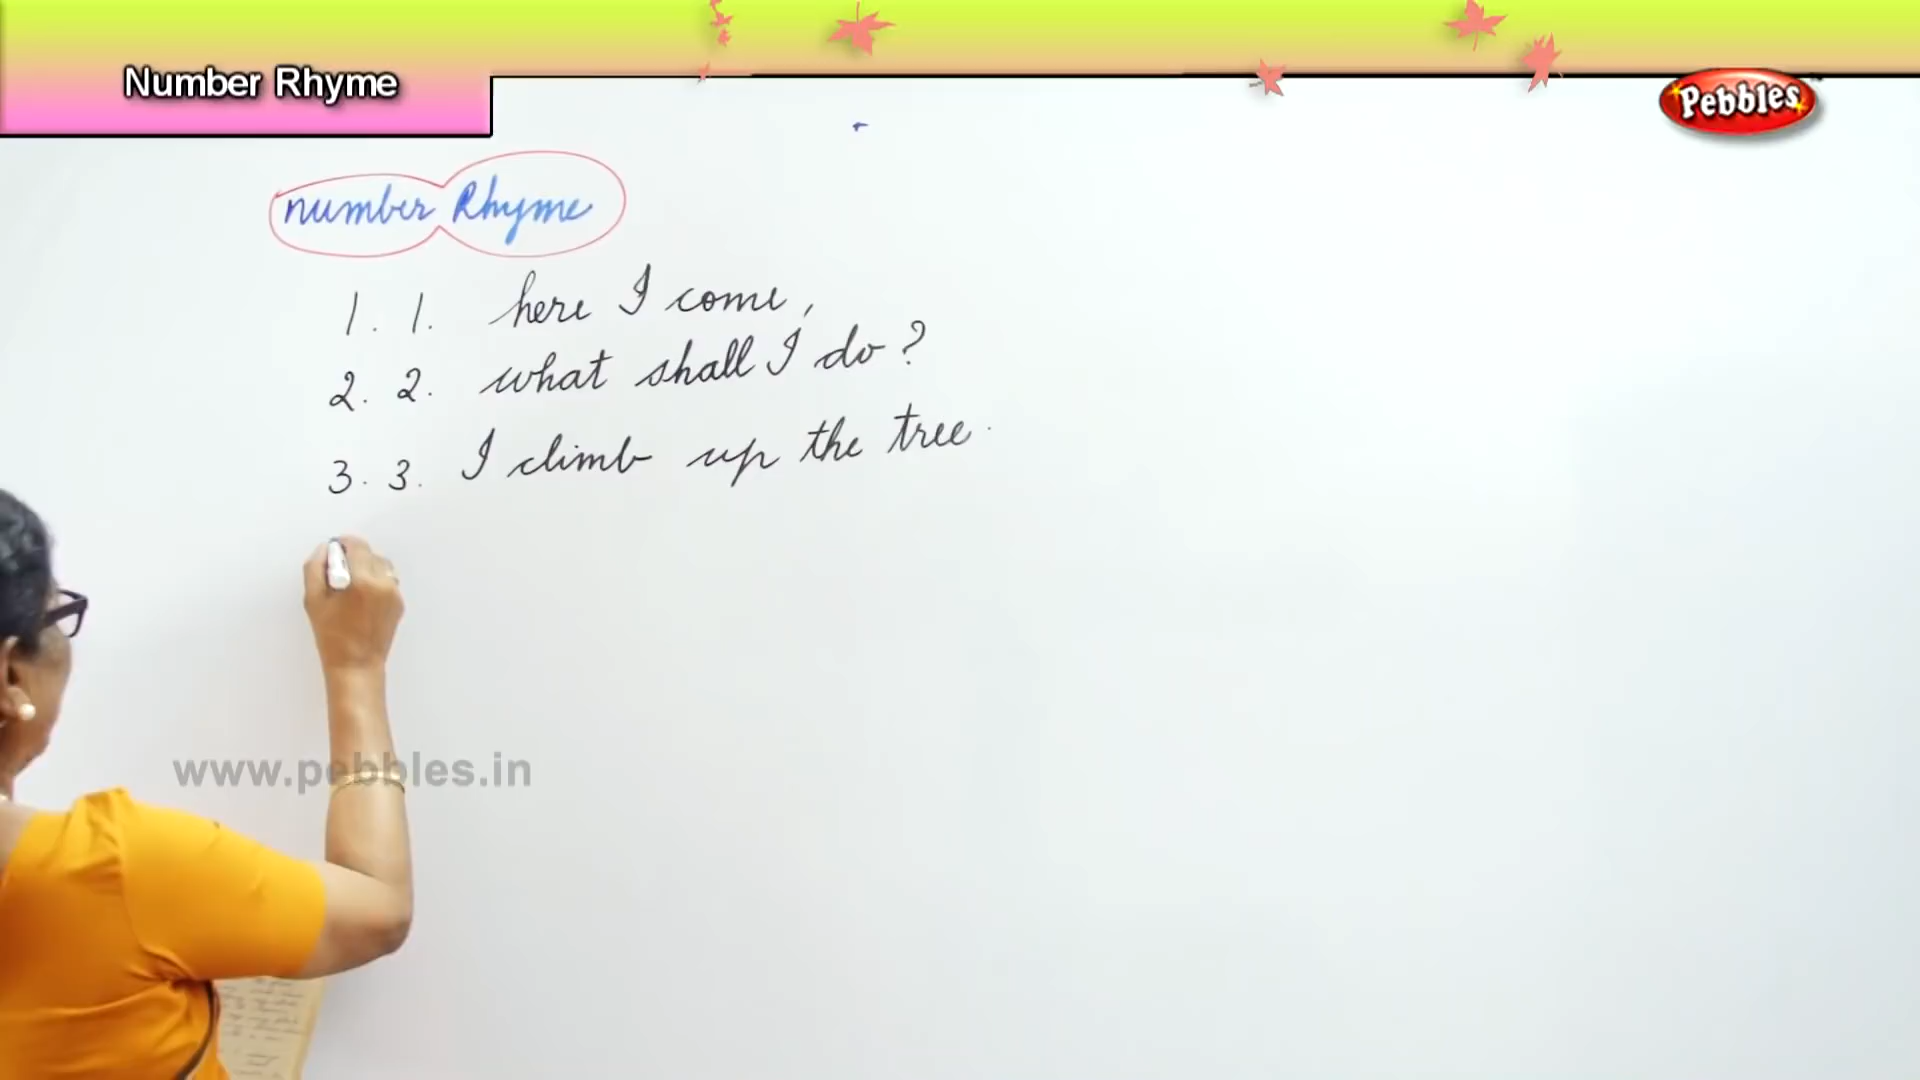 Number Rhyme
Pebbles
number Rhyme
1. 1. here I come,
2. 2. what shall I do?
3. 3. I climb up the tree.
www.pebbles.in